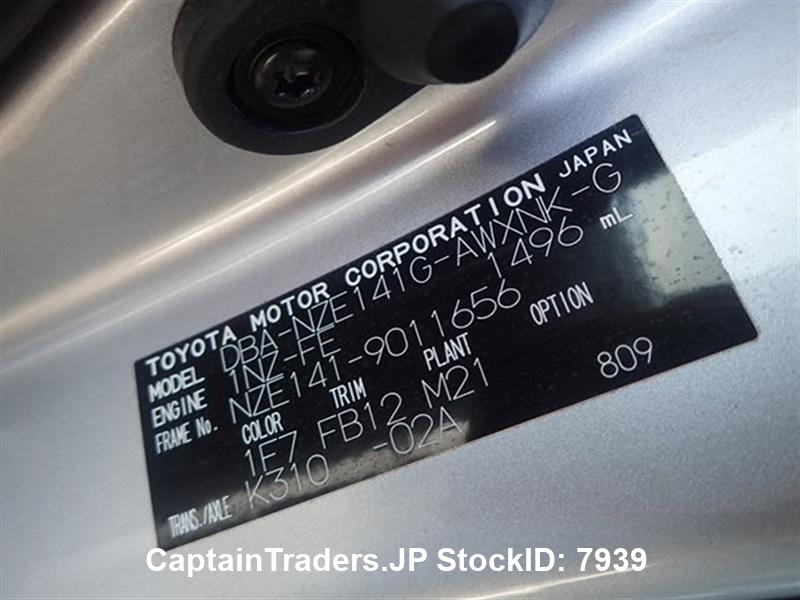 TOYOTA MOTOR CORPORATION JAPAN
MODEL DBA-NZE141G-AWXNK-G
ENGINE 1NZ-FE 1496 mL
FRAME No. NZE141-9011656
COLOR TRIM PLANT OPTION
1F7 FB12 M21 809
TRANS./AXLE K310 -02A
CaptainTraders.JP StockID: 7939